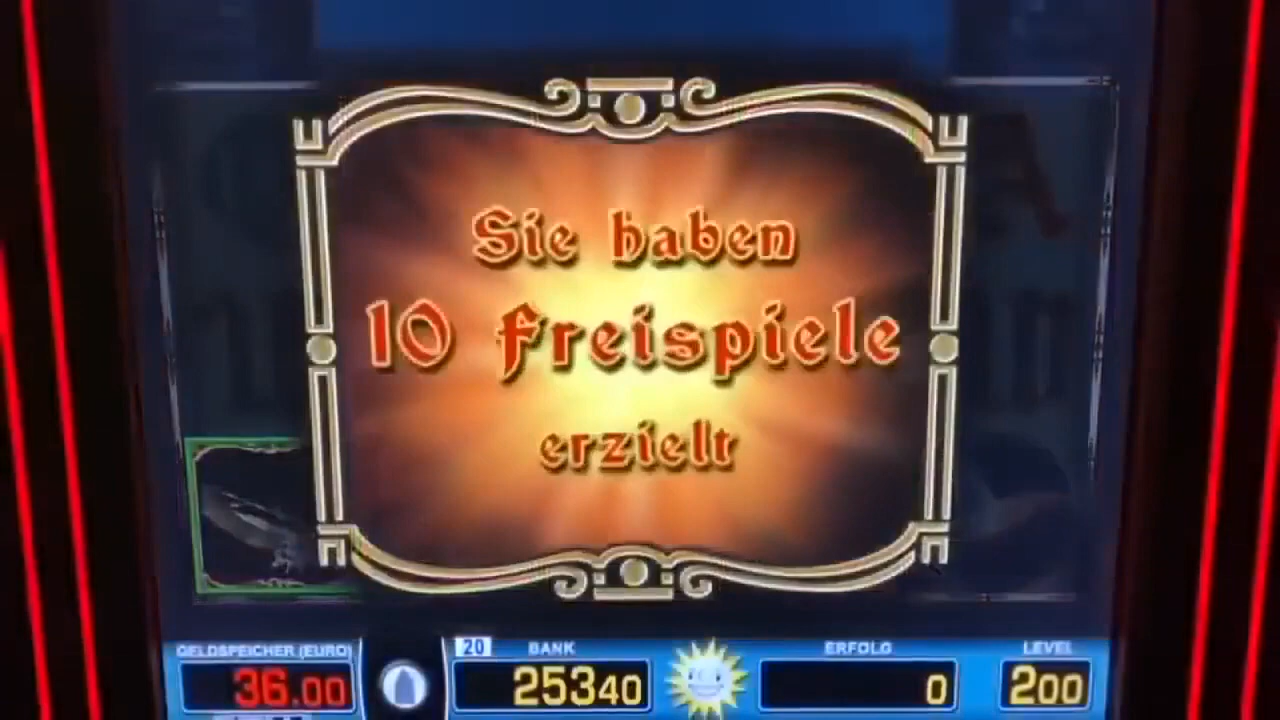 Sie haben
10 Freispiele
erzielt
GELDSPEICHER (EURO)
20 BANK
ERFOLG
LEVEL
36.00
25340
0
200